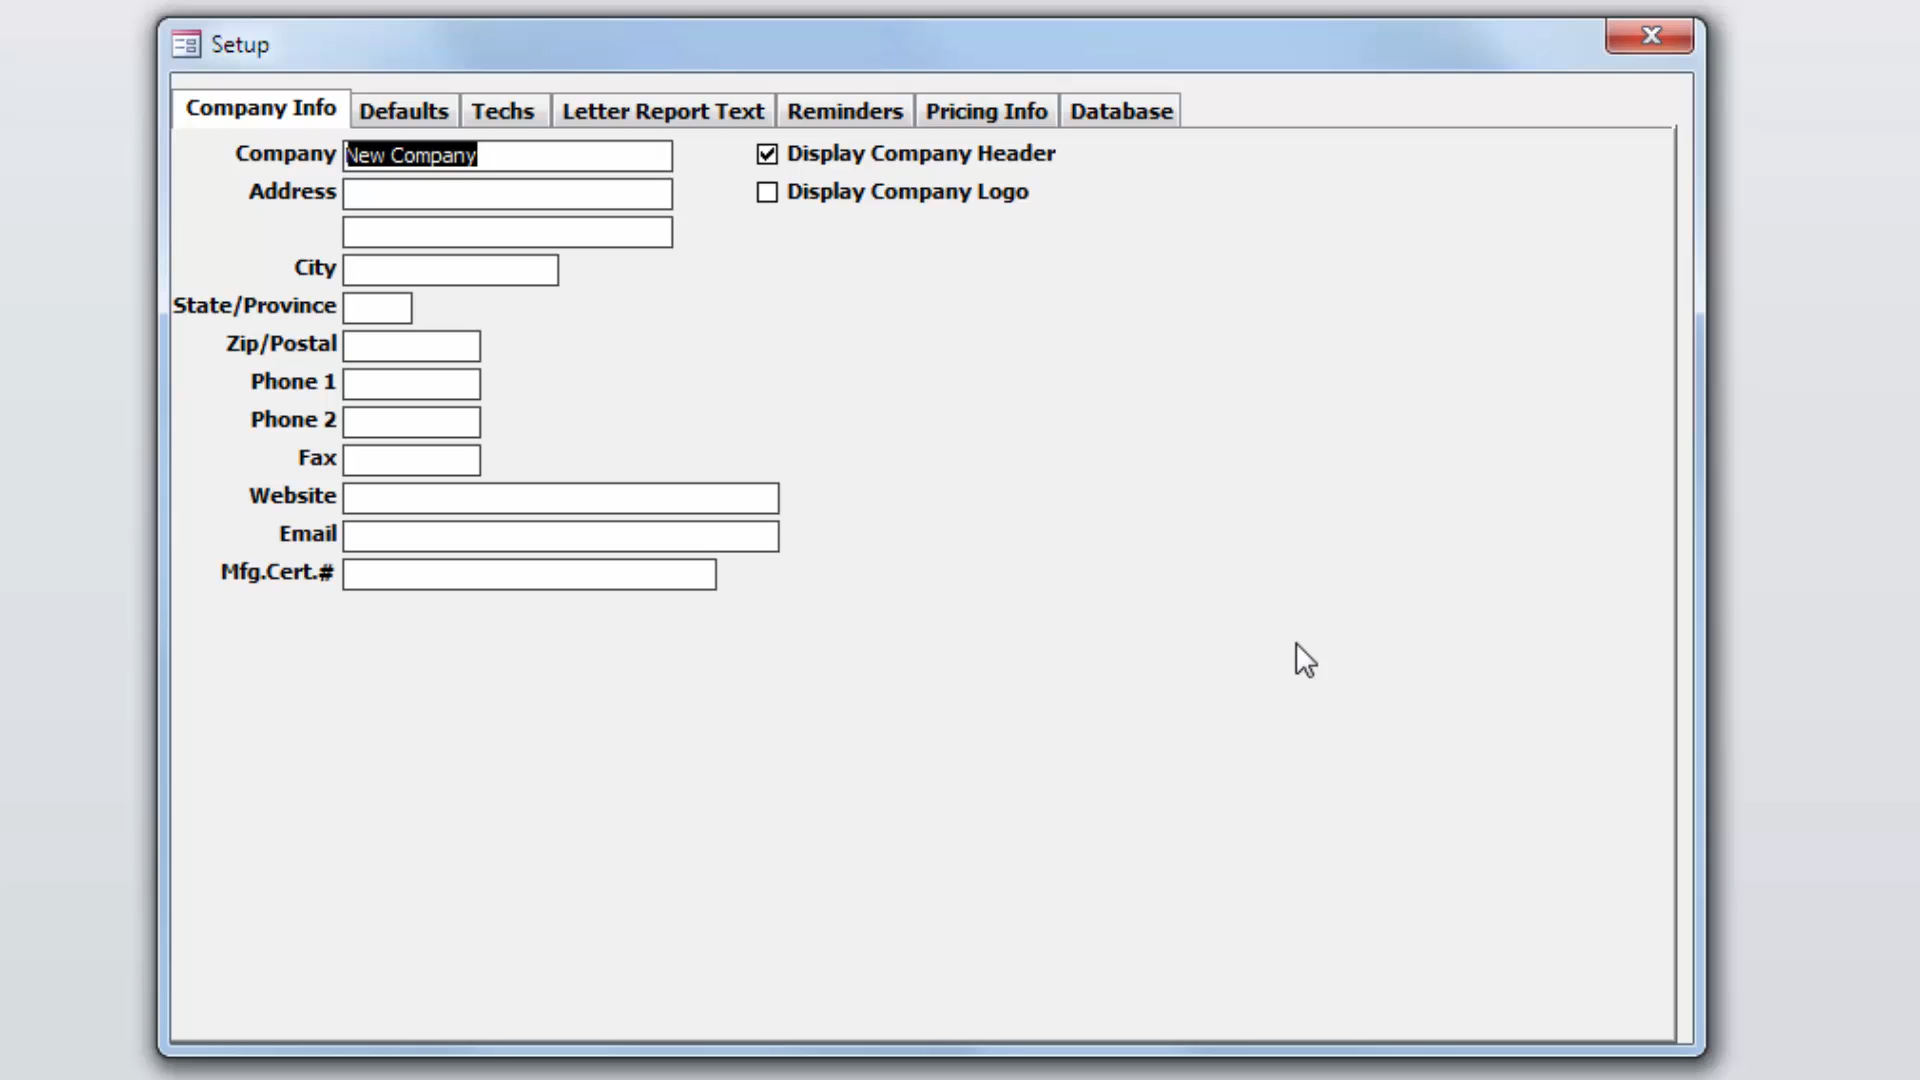 Setup
Company Info Defaults Techs Letter Report Text Reminders Pricing Info Database
Company New Company Display Company Header
Address Display Company Logo
City
State/Province
Zip/Postal
Phone 1
Phone 2
Fax
Website
Email
Mfg.Cert.#